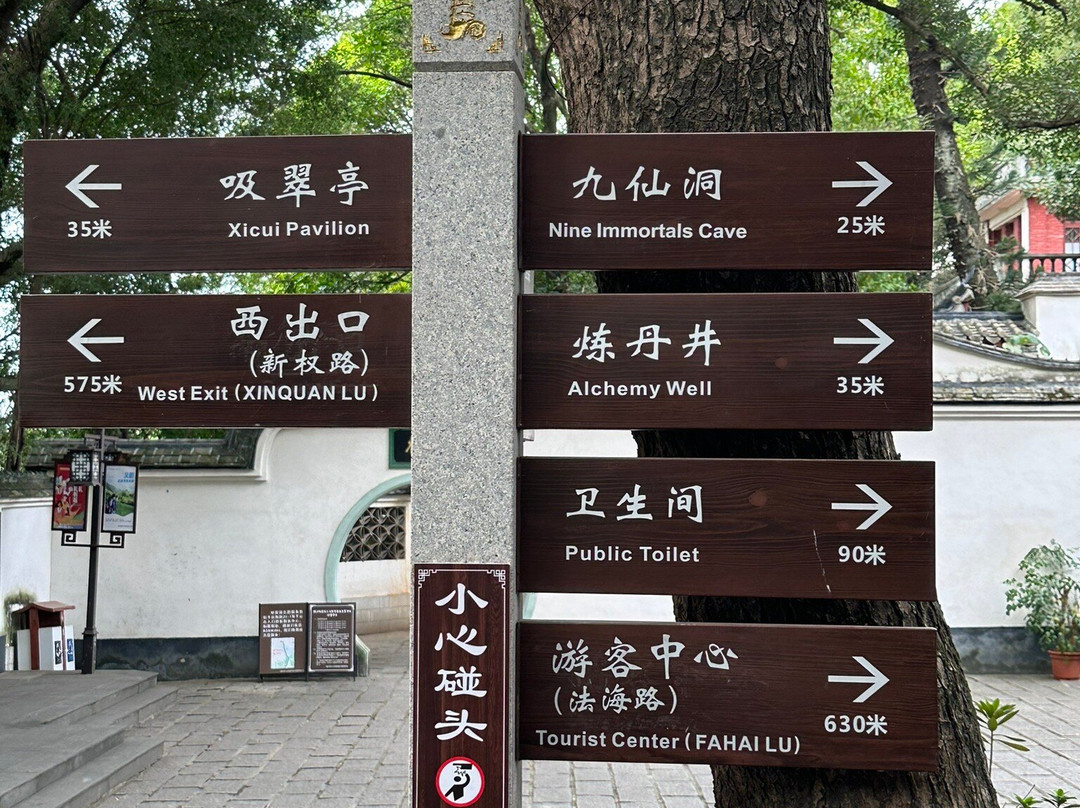 吸翠亭
35米
Xicui Pavilion
西出口
(新权路)
575米
West Exit (XINQUAN LU)
九仙洞
Nine Immortals Cave
25米
炼丹井
Alchemy Well
35米
卫生间
Public Toilet
90米
游客中心
(法海路)
Tourist Center (FAHAI LU)
630米
小心碰头